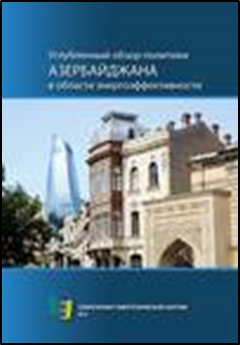 Углубленный обзор политики
АЗЕРБАЙДЖАНА
в области энергоэффективности